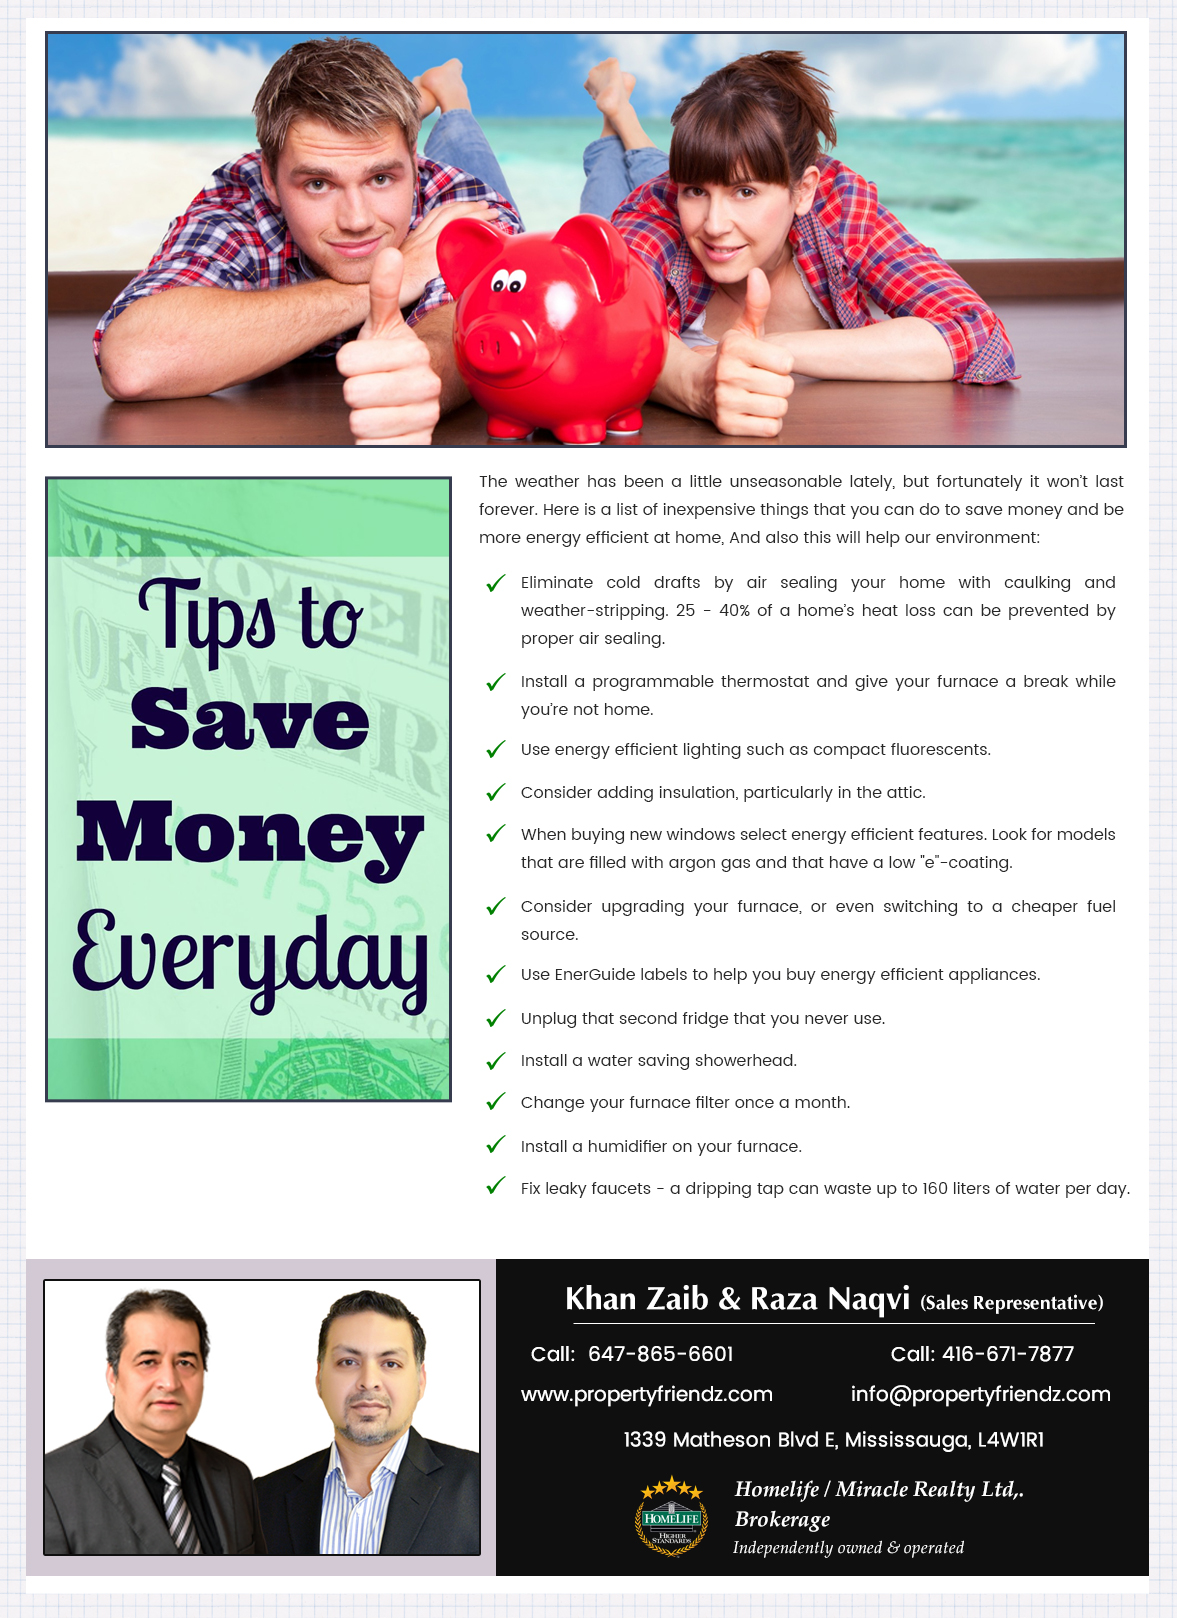 Tips to
Save
Money
Everyday
The weather has been a little unseasonable lately, but fortunately it won't last
forever. Here is a list of inexpensive things that you can do to save money and be
more energy efficient at home, And also this will help our environment:
Eliminate cold drafts by air sealing your home with caulking and
weather-stripping. 25 - 40% of a home's heat loss can be prevented by
proper air sealing.
Install a programmable thermostat and give your furnace a break while
you're not home.
Use energy efficient lighting such as compact fluorescents.
Consider adding insulation, particularly in the attic.
When buying new windows select energy efficient features. Look for models
that are filled with argon gas and that have a low "e"-coating.
Consider upgrading your furnace, or even switching to a cheaper fuel
source.
Use EnerGuide labels to help you buy energy efficient appliances.
Unplug that second fridge that you never use.
Install a water saving showerhead.
Change your furnace filter once a month.
Install a humidifier on your furnace.
Fix leaky faucets - a dripping tap can waste up to 160 liters of water per day.
Khan Zaib & Raza Naqvi (Sales Representative)
Call: 647-865-6601
Call: 416-671-7877
www.propertyfriendz.com
info@propertyfriendz.com
1339 Matheson Blvd E, Mississauga, L4W1R1
HOMELIFE
HIGHER
STANDARDS
Homelife / Miracle Realty Ltd,.
Brokerage
Independently owned & operated